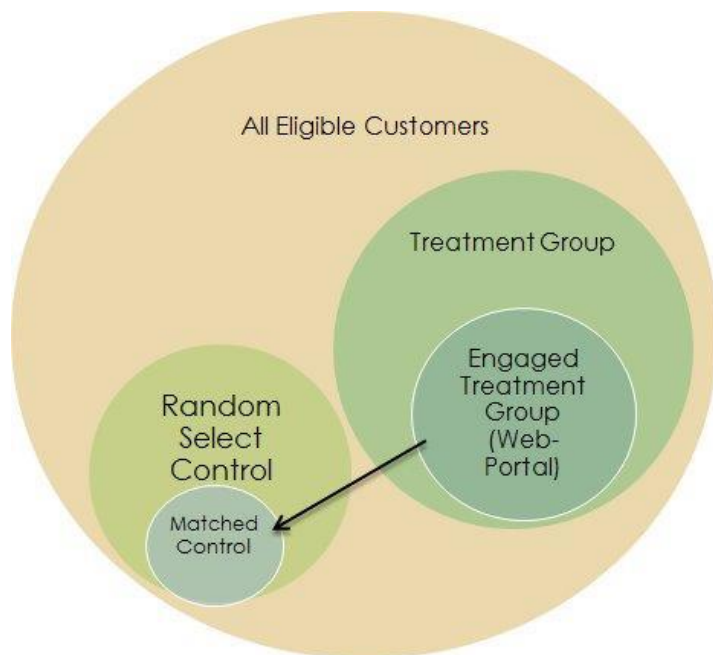 All Eligible Customers
Treatment Group
Engaged
Treatment
Group
(Web-
Portal)
Random
Select
Control
Matched
Control